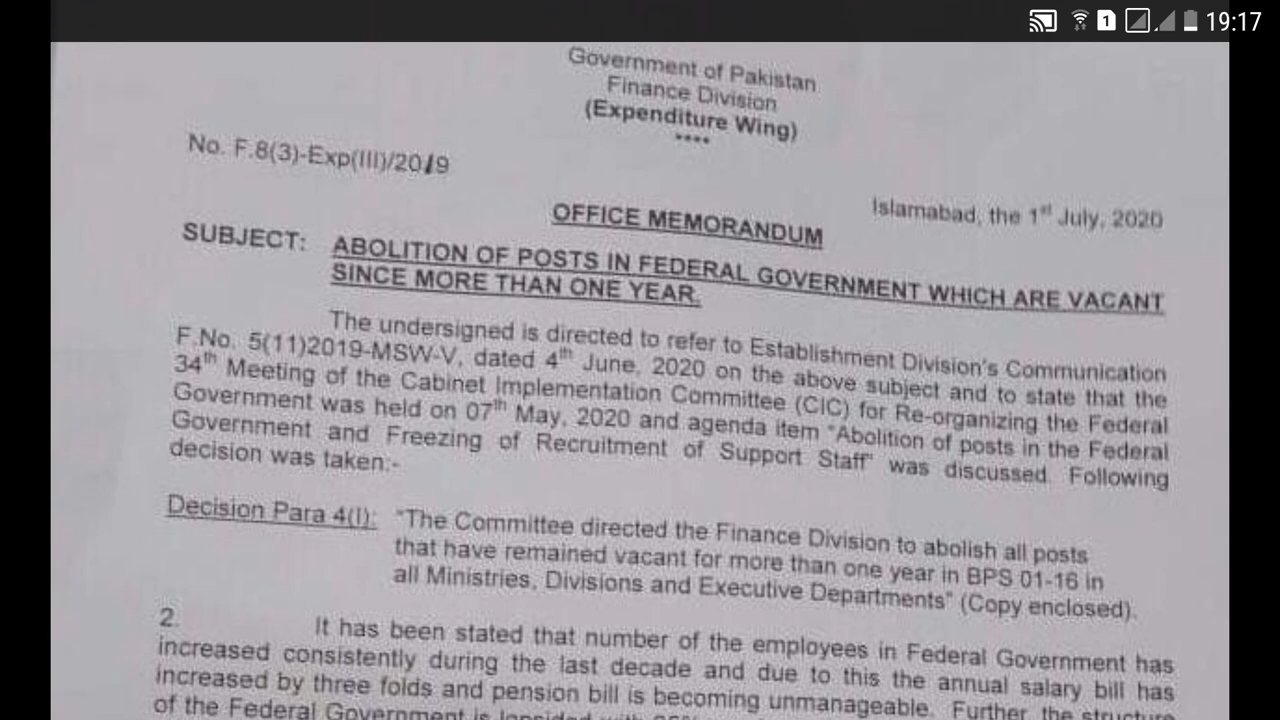 1
19:17
Government of Pakistan
Finance Division
(Expenditure Wing)
****
No. F.8(3)-Exp(III)/2019
Islamabad, the 1st July, 2020
OFFICE MEMORANDUM
SUBJECT: ABOLITION OF POSTS IN FEDERAL GOVERNMENT WHICH ARE VACANT
SINCE MORE THAN ONE YEAR.
The undersigned is directed to refer to Establishment Division's Communication
F.No. 5(11)2019-MSW-V, dated 4th June, 2020 on the above subject and to state that the
34th Meeting of the Cabinet Implementation Committee (CIC) for Re-organizing the Federal
Government was held on 07th May, 2020 and agenda item "Abolition of posts in the Federal
Government and Freezing of Recruitment of Support Staff" was discussed. Following
decision was taken:-
Decision Para 4(I): "The Committee directed the Finance Division to abolish all posts
that have remained vacant for more than one year in BPS 01-16 in
all Ministries, Divisions and Executive Departments" (Copy enclosed).
2. It has been stated that number of the employees in Federal Government has
increased consistently during the last decade and due to this the annual salary bill has
increased by three folds and pension bill is becoming unmanageable. Further the structure
of the Federal Government is